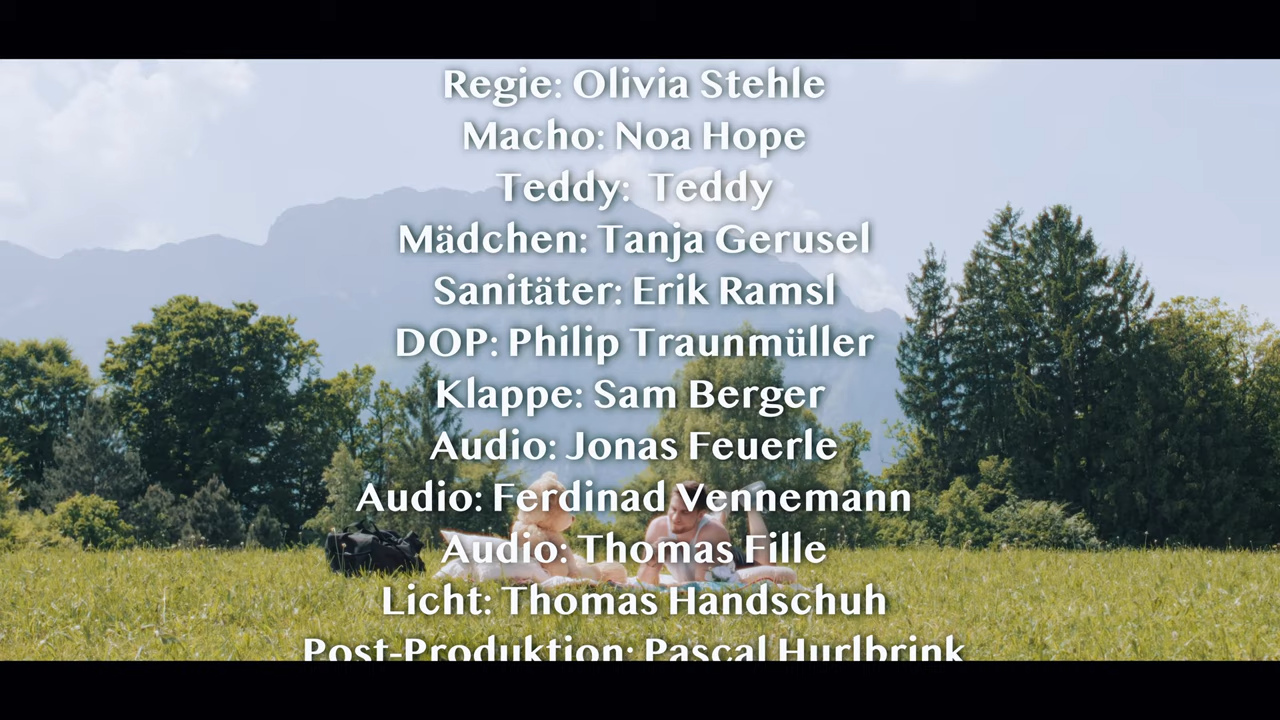 Regie: Olivia Stehle
Macho: Noa Hope
Teddy: Teddy
Mädchen: Tanja Gerusel
Sanitäter: Erik Ramsl
DOP: Philip Traunmüller
Klappe: Sam Berger
Audio: Jonas Feuerle
Audio: Ferdinad Vennemann
Audio: Thomas Fille
Licht: Thomas Handschuh
Post-Produktion: Pascal Hurlbrink